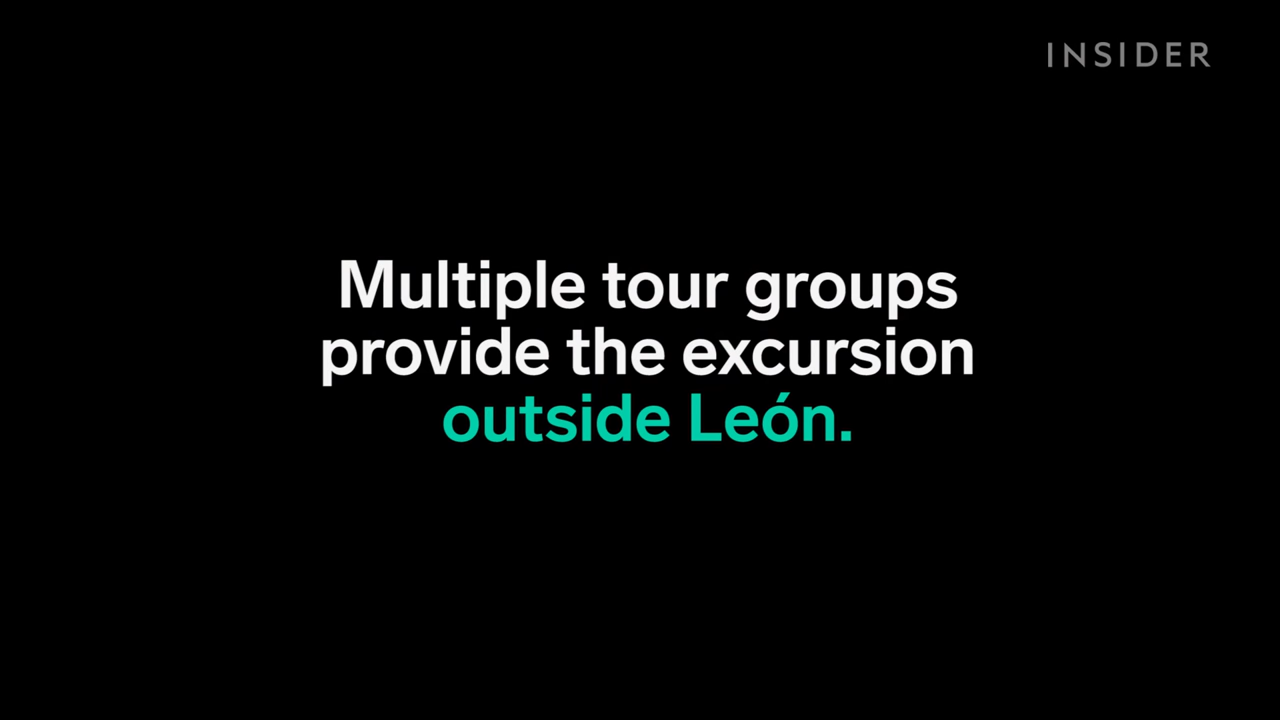 INSIDER
Multiple tour groups
provide the excursion
outside León.